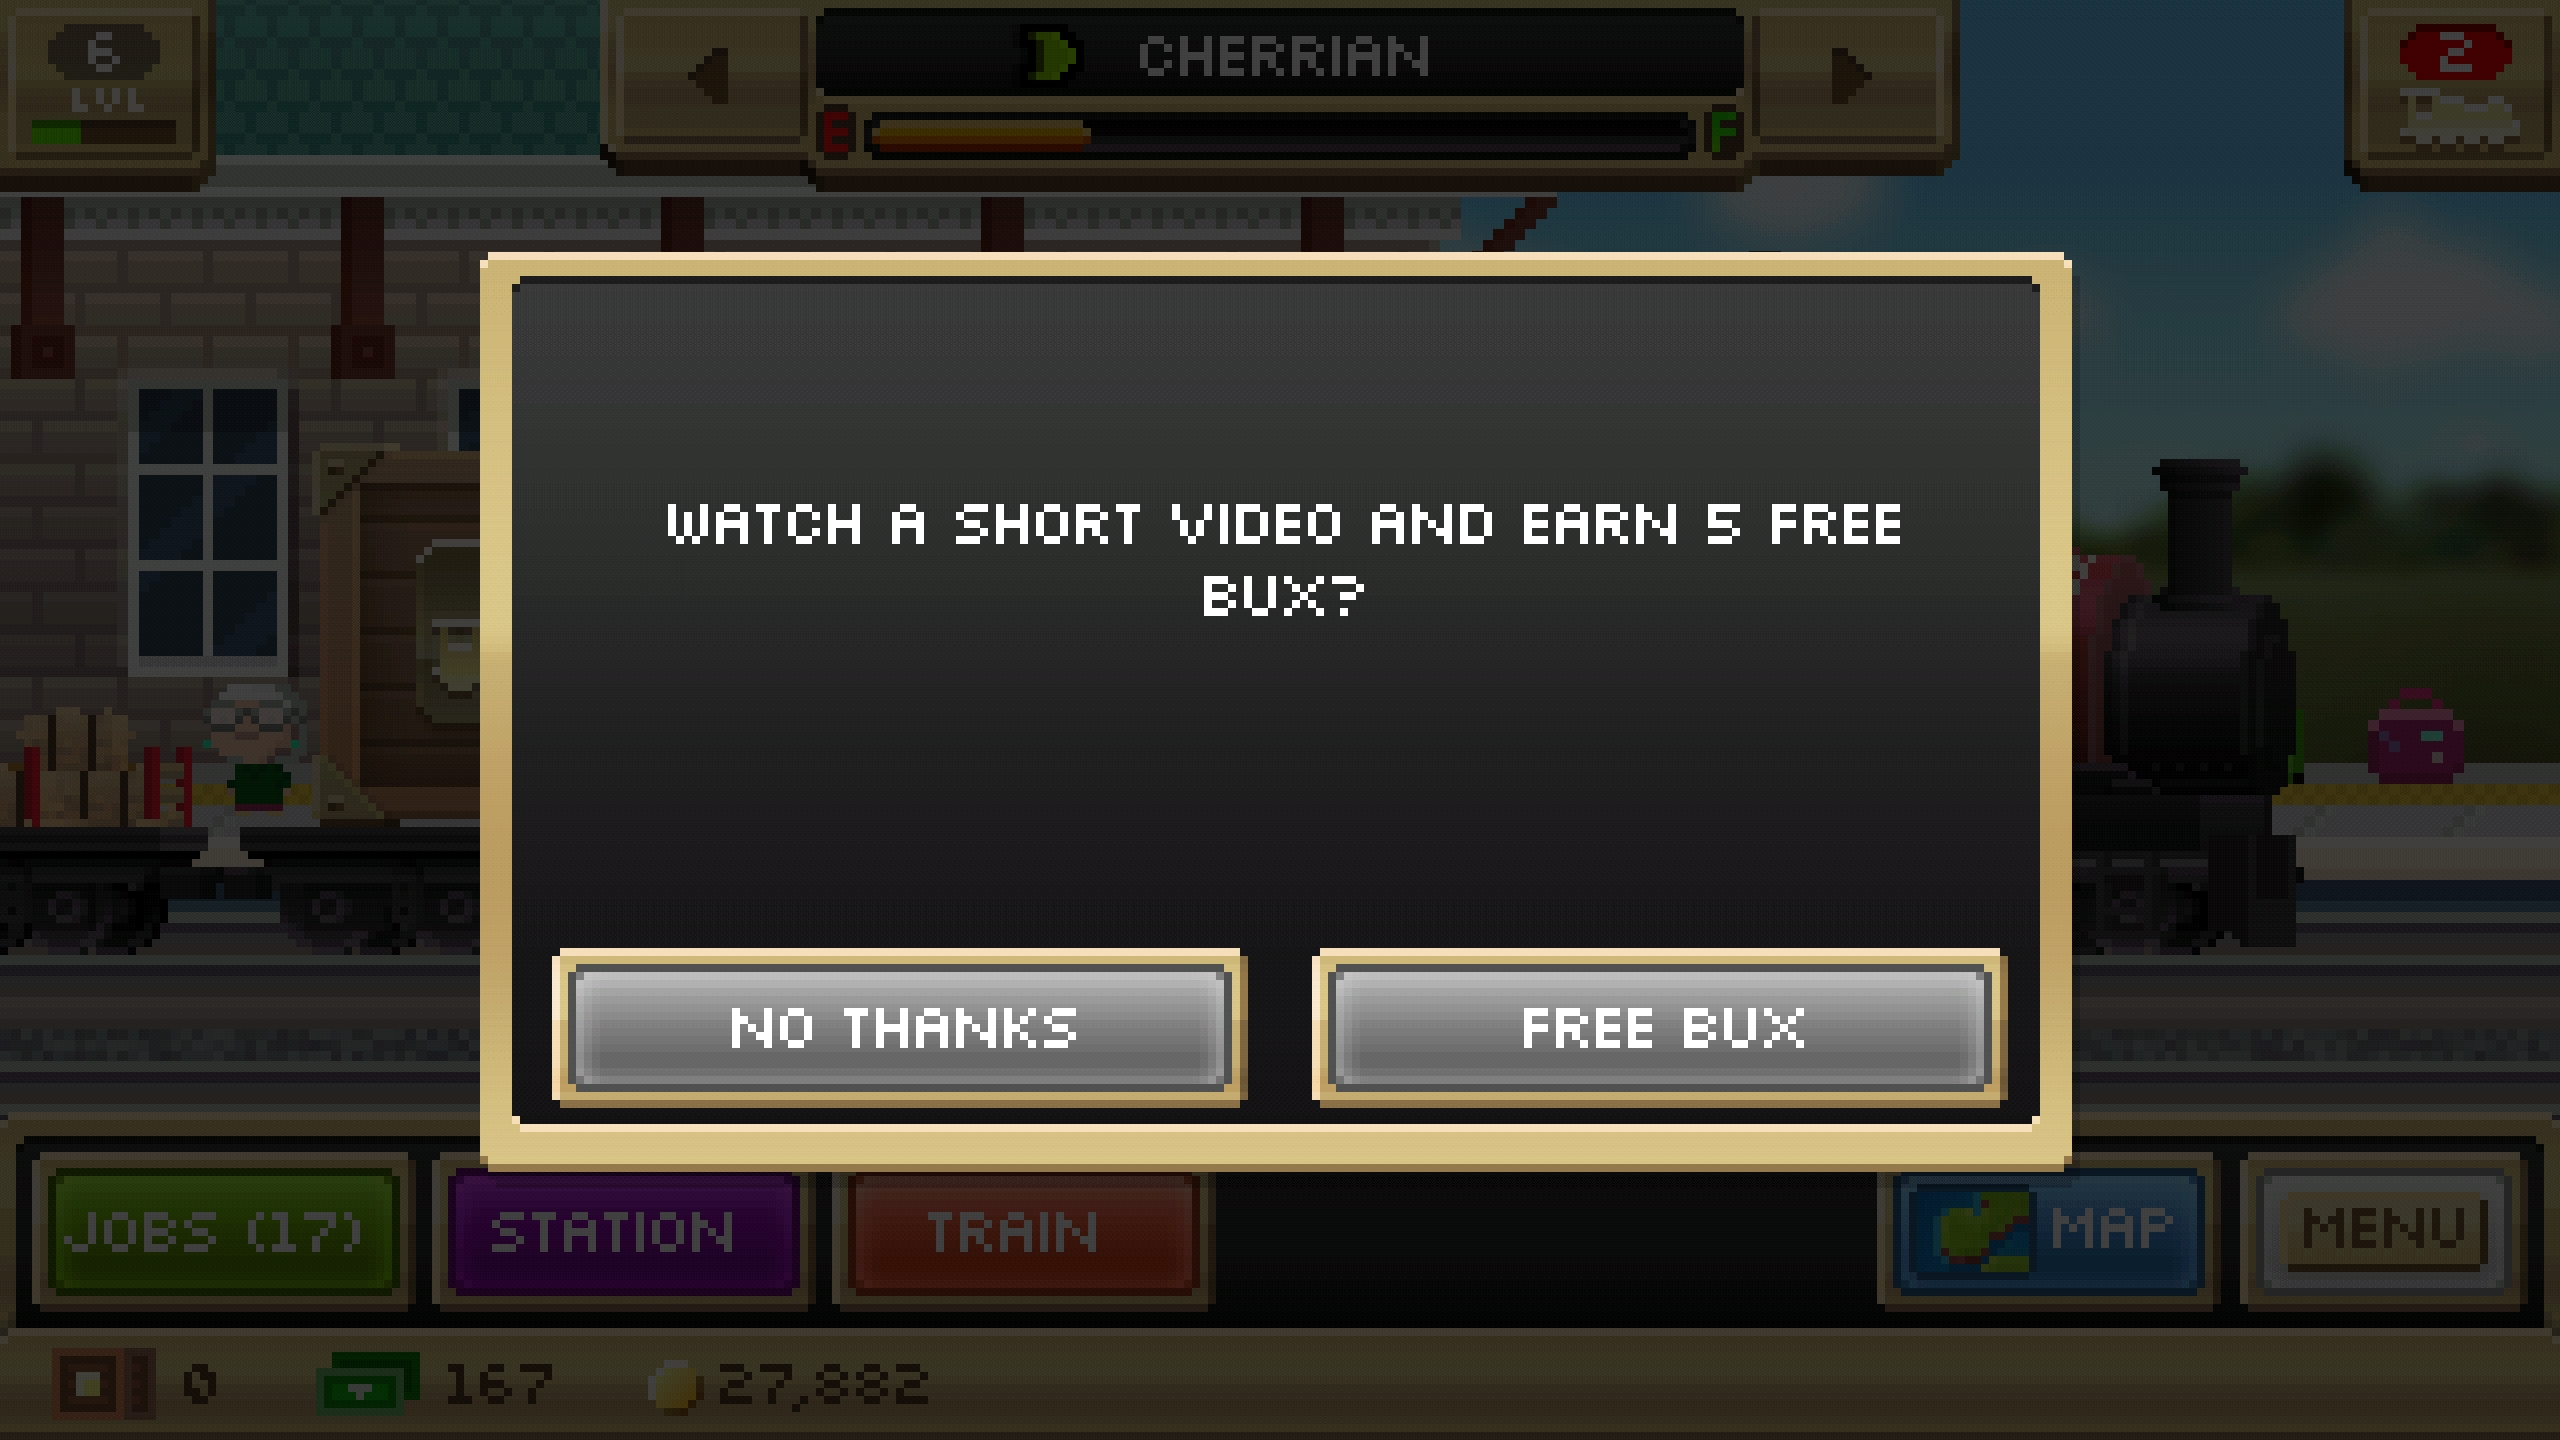 6
LVL
CHERRIAN
E
F
2
WATCH A SHORT VIDEO AND EARN 5 FREE
BUX?
NO THANKS
FREE BUX
JOBS (17)
STATION
TRAIN
MAP
MENU
0
167
27,882